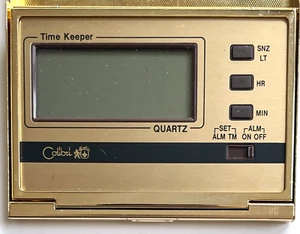 Time Keeper
SNZ
LT
HR
MIN
QUARTZ
SET ALM
ALM TM ON OFF
Colibri